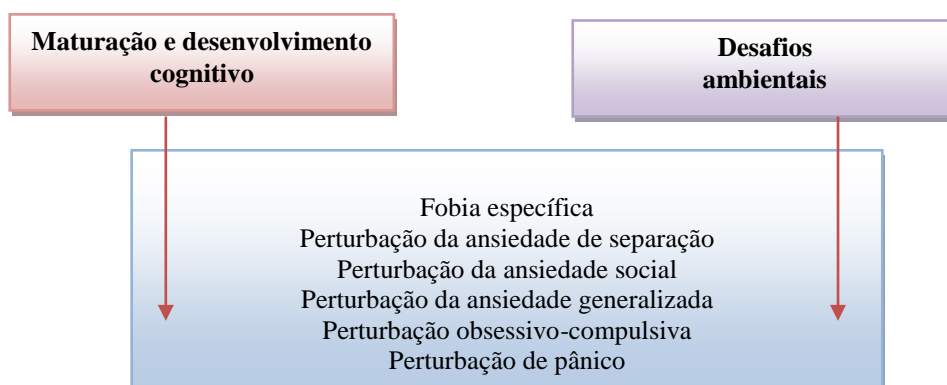 Maturação e desenvolvimento
cognitivo
Desafios
ambientais
Fobia específica
Perturbação da ansiedade de separação
Perturbação da ansiedade social
Perturbação da ansiedade generalizada
Perturbação obsessivo-compulsiva
Perturbação de pânico